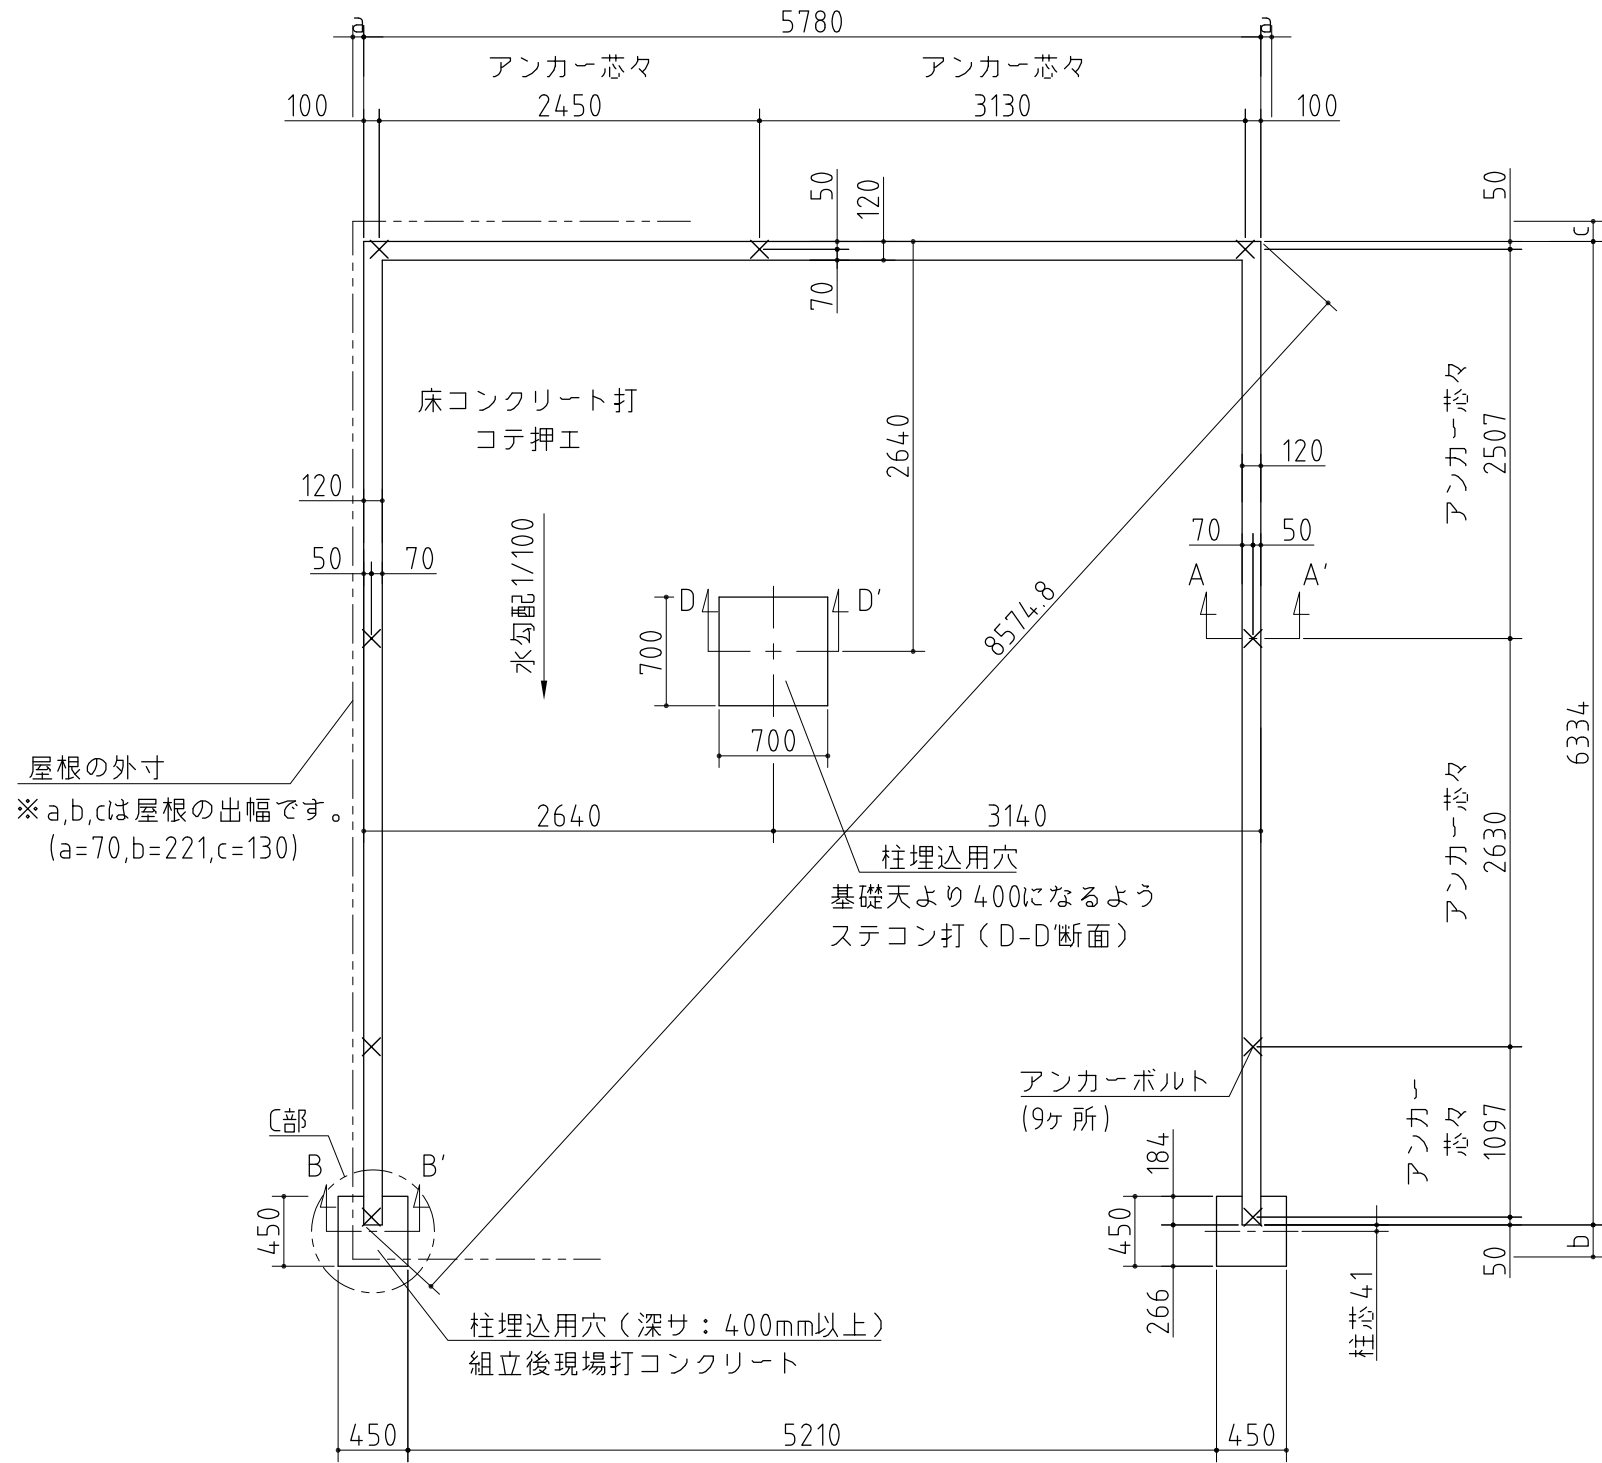 a
5780
a
アンカー芯々
アンカー芯々
100
2450
3130
100
50
120
50
c
70
床コンクリート打
コテ押エ
2640
アンカー芯々
2507
120
120
50
70
70
50
水勾配 1/100
A
A'
D
D'
700
8574.8
700
6334
屋根の外寸
※a,b,cは屋根の出幅です。
(a=70,b=221,c=130)
2640
3140
アンカー芯々
2630
柱埋込用穴
基礎天より400になるよう
ステコン打(D-D'断面)
アンカーボルト
(9ヶ所)
アンカー
芯々
1097
C部
B
B'
184
450
450
b
50
266
柱芯41
柱埋込用穴(深サ:400mm以上)
組立後現場打コンクリート
450
5210
450